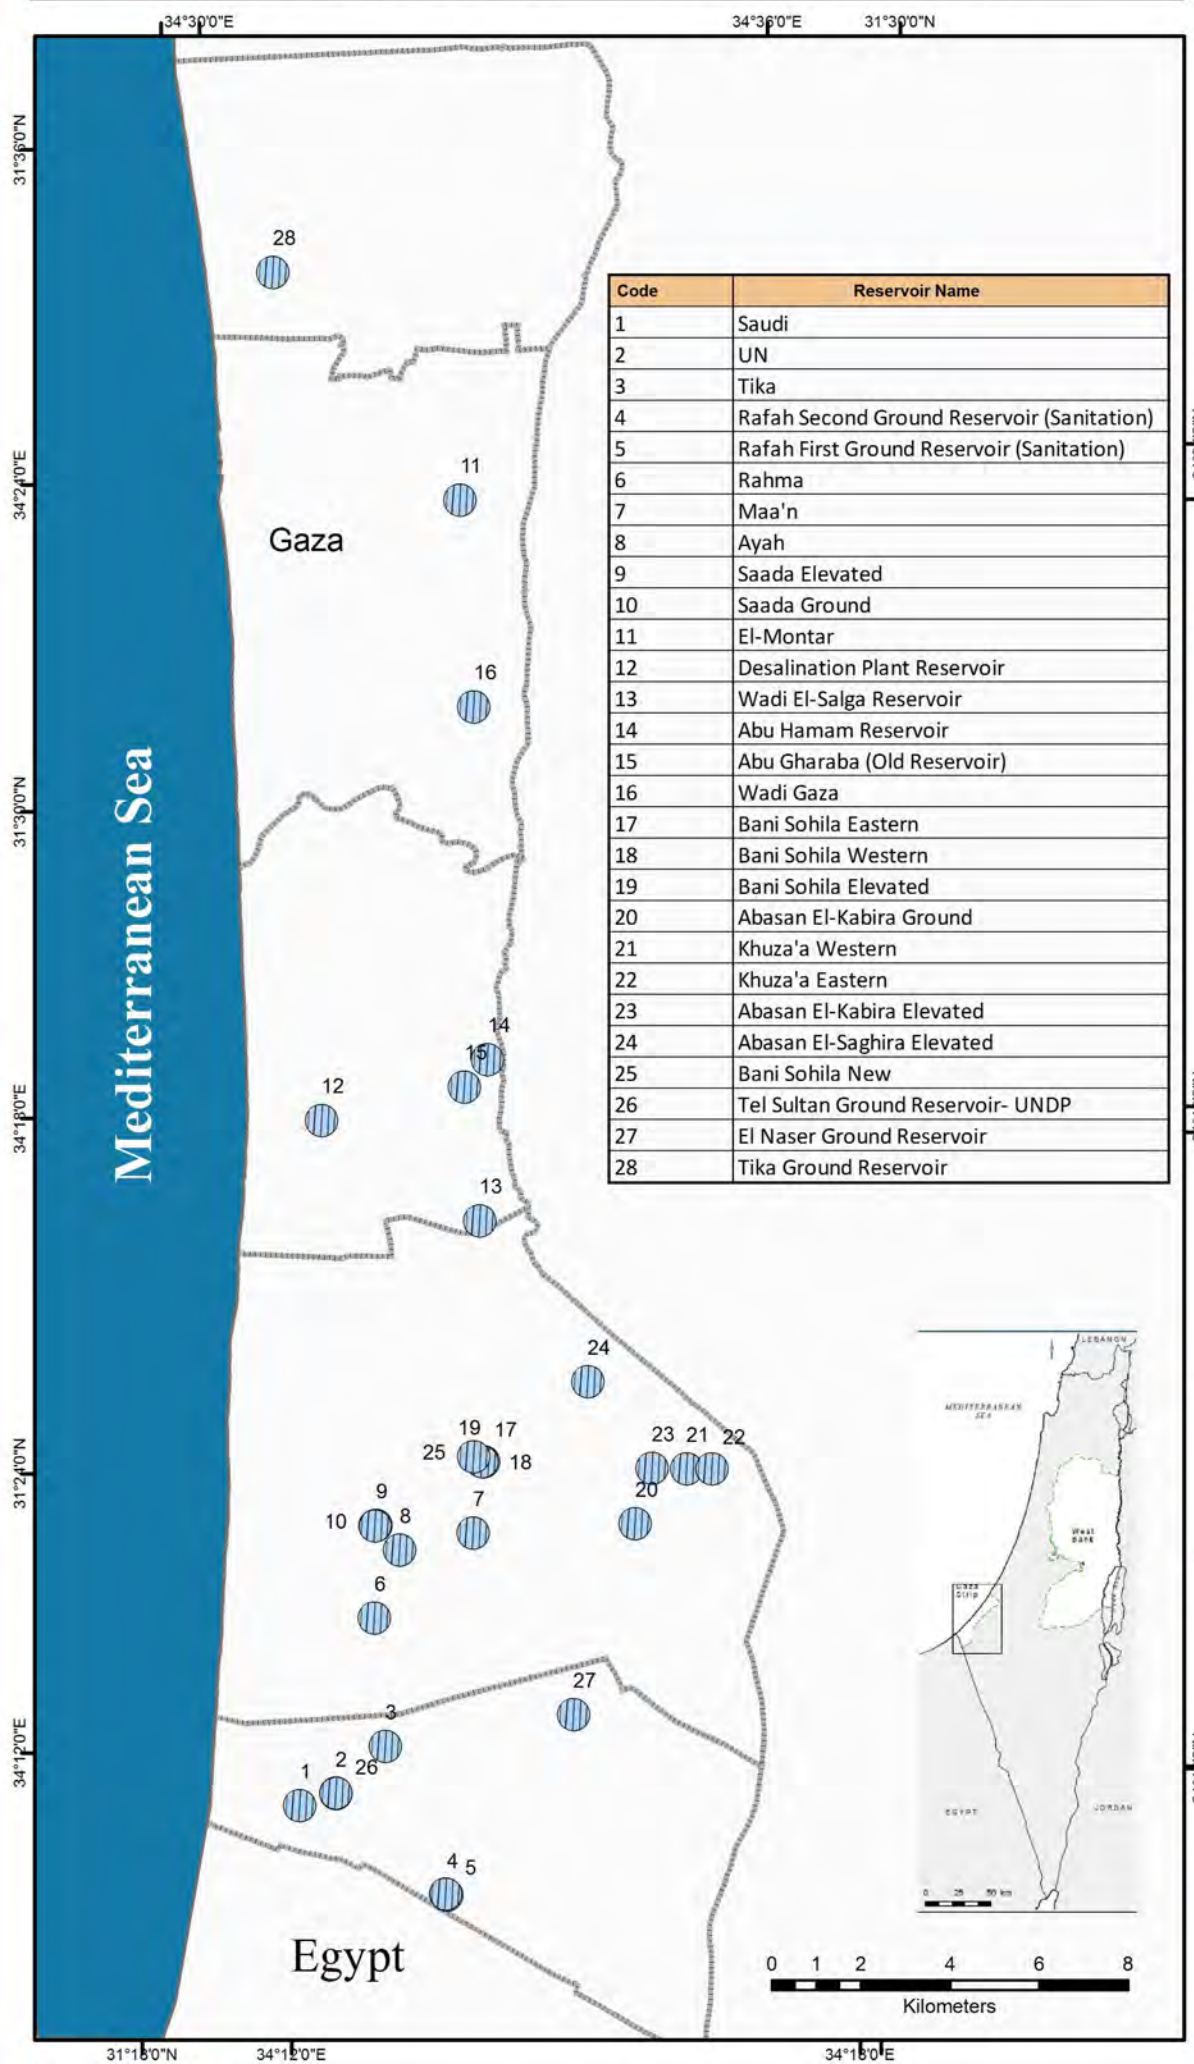 34°30'0"E
34°36'0"E
31°30'0"N
31°36'0"N
28
Code Reservoir Name
1 Saudi
2 UN
3 Tika
4 Rafah Second Ground Reservoir (Sanitation)
5 Rafah First Ground Reservoir (Sanitation)
6 Rahma
7 Maa'n
8 Ayah
9 Saada Elevated
10 Saada Ground
11 El-Montar
12 Desalination Plant Reservoir
13 Wadi El-Salga Reservoir
14 Abu Hamam Reservoir
15 Abu Gharaba (Old Reservoir)
16 Wadi Gaza
17 Bani Sohila Eastern
18 Bani Sohila Western
19 Bani Sohila Elevated
20 Abasan El-Kabira Ground
21 Khuza'a Western
22 Khuza'a Eastern
23 Abasan El-Kabira Elevated
24 Abasan El-Saghira Elevated
25 Bani Sohila New
26 Tel Sultan Ground Reservoir- UNDP
27 El Naser Ground Reservoir
28 Tika Ground Reservoir
34°24'0"E
11
Gaza
16
31°30'0"N
Mediterranean Sea
14
15
12
34°18'0"E
13
24
19 17
25 18
23 21 22
31°24'0"N
20
9
10 8
7
6
27
3
34°12'0"E
1 2 26
4 5
Egypt
LEBANON
MEDITERRANEAN
SEA
West
Bank
Gaza
Strip
EGYPT
JORDAN
0 25 50 km
0 1 2 4 6 8
Kilometers
31°18'0"N
34°12'0"E
34°18'0"E